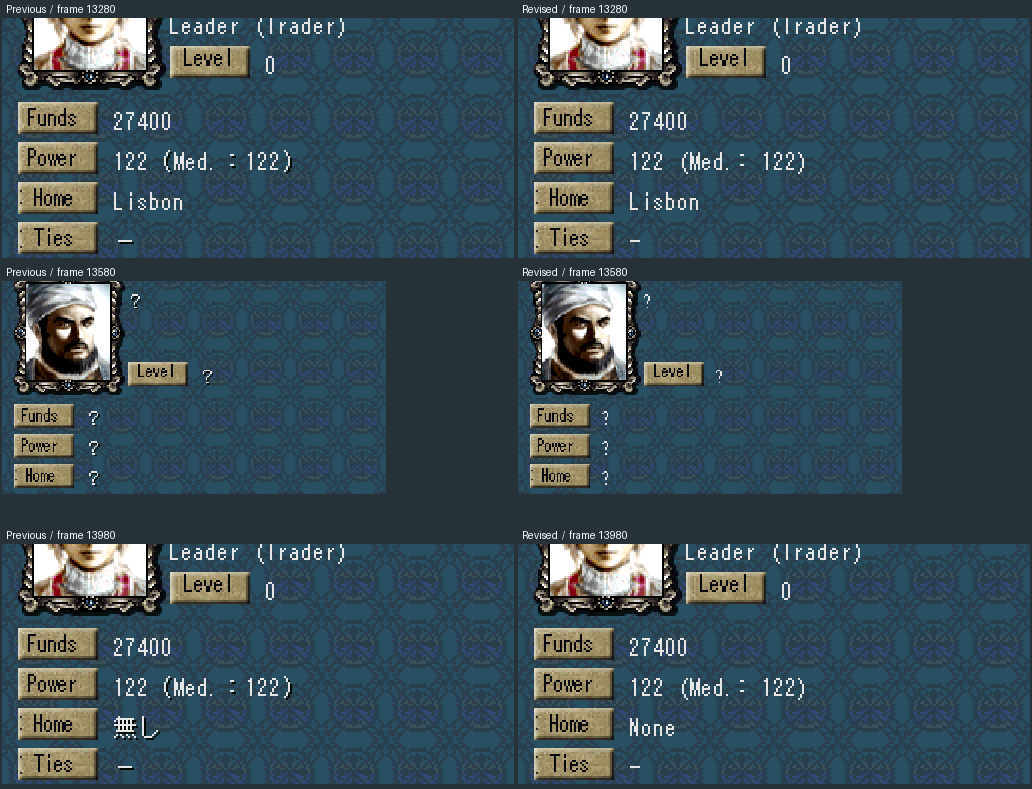 Previous / frame 13280
Leader (Trader)
Level 0
Funds 27400
Power 122 (Med. : 122)
Home Lisbon
Ties —
Revised / frame 13280
Leader (Trader)
Level 0
Funds 27400
Power 122 (Med. : 122)
Home Lisbon
Ties -
Previous / frame 13580
?
Level ?
Funds ?
Power ?
Home ?
Revised / frame 13580
?
Level ?
Funds ?
Power ?
Home ?
Previous / frame 13980
Leader (Trader)
Level 0
Funds 27400
Power 122 (Med. : 122)
Home 無し
Ties —
Revised / frame 13980
Leader (Trader)
Level 0
Funds 27400
Power 122 (Med. : 122)
Home None
Ties -